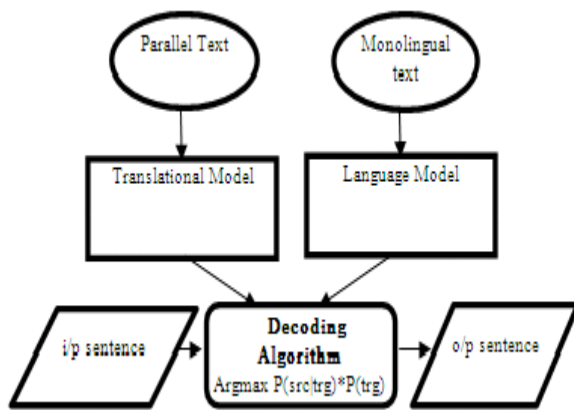 Parallel Text
Monolingual
text
Translational Model
Language Model
i/p sentence
Decoding
Algorithm
Argmax P(src|trg)*P(trg)
o/p sentence